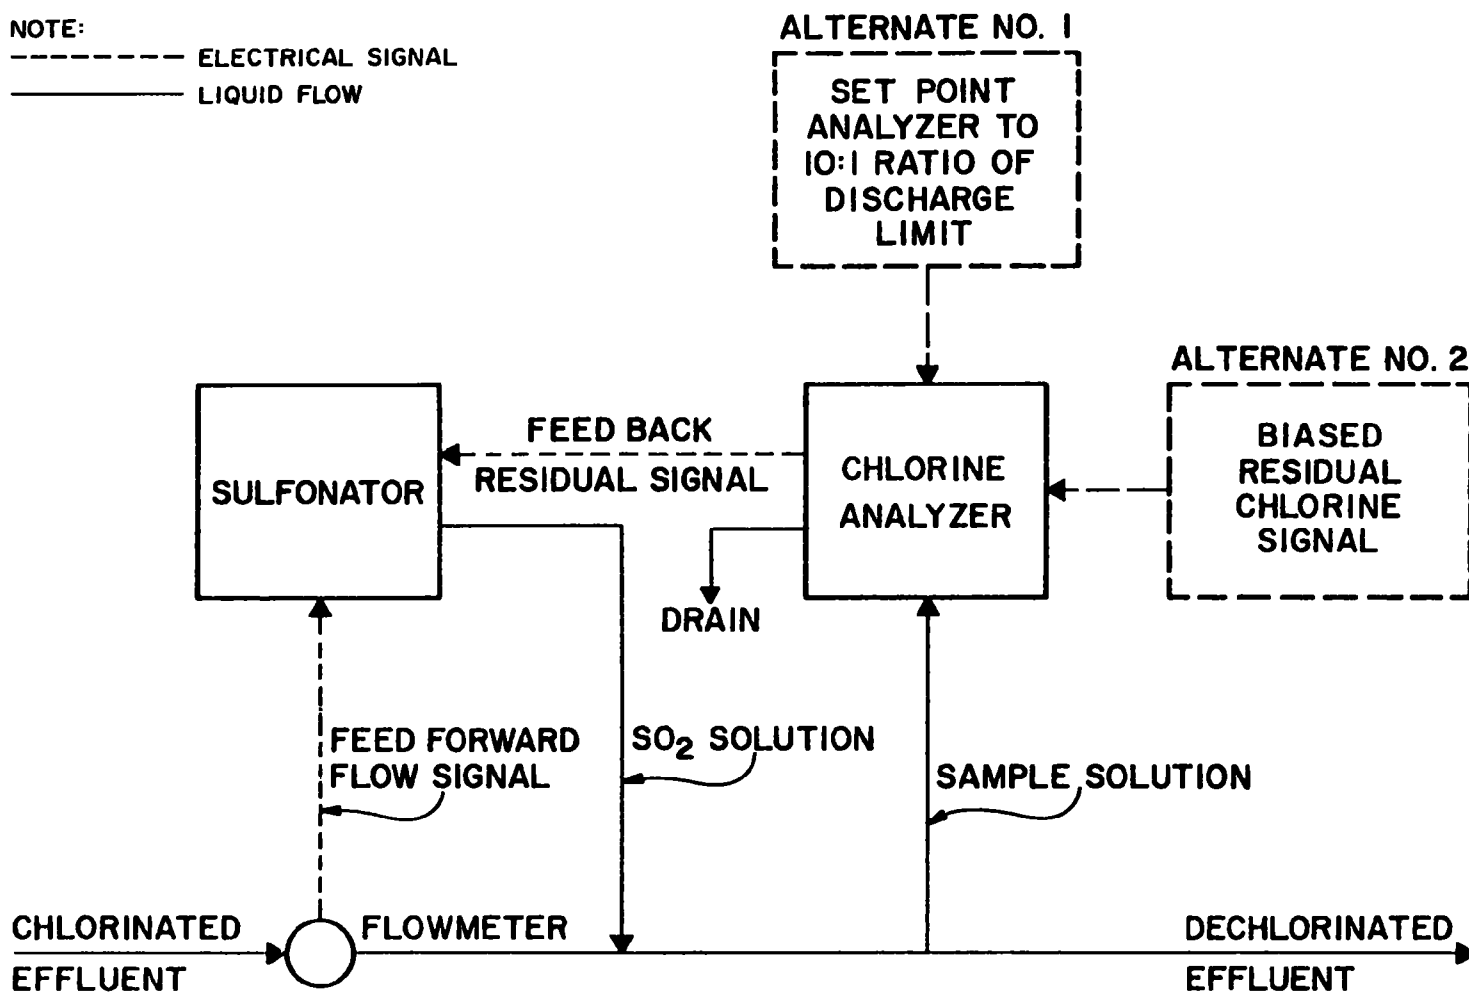 NOTE:
ELECTRICAL SIGNAL
LIQUID FLOW
ALTERNATE NO. 1
SET POINT
ANALYZER TO
10:1 RATIO OF
DISCHARGE
LIMIT
ALTERNATE NO. 2
BIASED
RESIDUAL
CHLORINE
SIGNAL
SULFONATOR
FEED BACK
RESIDUAL SIGNAL
CHLORINE
ANALYZER
DRAIN
FEED FORWARD
FLOW SIGNAL
SO2 SOLUTION
SAMPLE SOLUTION
CHLORINATED
EFFLUENT
FLOWMETER
DECHLORINATED
EFFLUENT